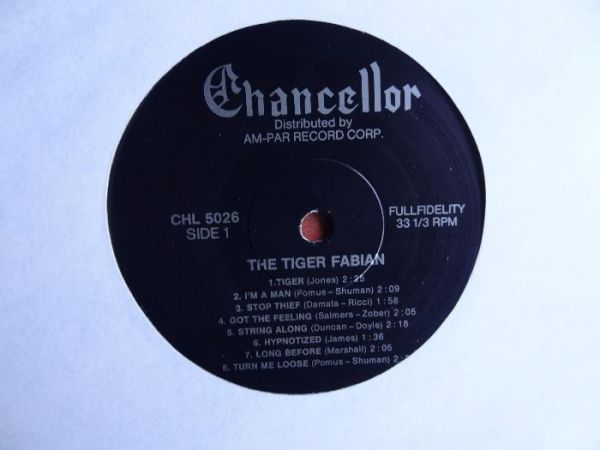 Chancellor
Distributed by
AM-PAR RECORD CORP.
CHL 5026
SIDE 1
FULLFIDELITY
33 1/3 RPM
THE TIGER FABIAN
1.TIGER (Jones) 2:25
2. I'M A MAN (Pomus-Shuman) 2:09
3. STOP THIEF (Damata-Ricci) 1:58
4. GOT THE FEELING (Salmers-Zober) 2:05
5. STRING ALONG (Duncan-Doyle) 2:18
6. HYPNOTIZED (James) 1:36
7. LONG BEFORE (Marshall) 2:05
8. TURN ME LOOSE (Pomus-Shuman)